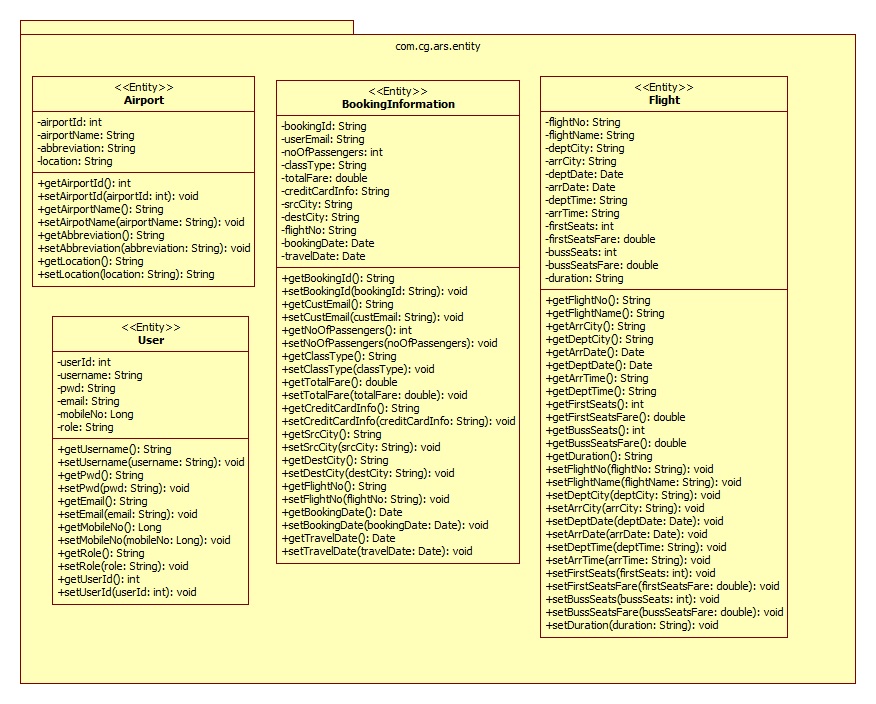 com.cg.ars.entity
<<Entity>>
Airport
-airportId: int
-airportName: String
-abbreviation: String
-location: String
+getAirportId(): int
+setAirportId(airportId: int): void
+getAirportName(): String
+setAirpotName(airportName: String): void
+getAbbreviation(): String
+setAbbreviation(abbreviation: String): void
+getLocation(): String
+setLocation(location: String): String
<<Entity>>
User
-userId: int
-username: String
-pwd: String
-email: String
-mobileNo: Long
-role: String
+getUsername(): String
+setUsername(username: String): void
+getPwd(): String
+setPwd(pwd: String): void
+getEmail(): String
+setEmail(email: String): void
+getMobileNo(): Long
+setMobileNo(mobileNo: Long): void
+getRole(): String
+setRole(role: String): void
+getUserId(): int
+setUserId(userId: int): void
<<Entity>>
BookingInformation
-bookingId: String
-userEmail: String
-noOfPassengers: int
-classType: String
-totalFare: double
-creditCardInfo: String
-srcCity: String
-destCity: String
-flightNo: String
-bookingDate: Date
-travelDate: Date
+getBookingId(): String
+setBookingId(bookingId: String): void
+getCustEmail(): String
+setCustEmail(custEmail: String): void
+getNoOfPassengers(): int
+setNoOfPassengers(noOfPassengers): void
+getClassType(): String
+setClassType(classType): void
+getTotalFare(): double
+setTotalFare(totalFare: double): void
+getCreditCardInfo(): String
+setCreditCardInfo(creditCardInfo: String): void
+getSrcCity(): String
+setSrcCity(srcCity: String): void
+getDestCity(): String
+setDestCity(destCity: String): void
+getFlightNo(): String
+setFlightNo(flightNo: String): void
+getBookingDate(): Date
+setBookingDate(bookingDate: Date): void
+getTravelDate(): Date
+setTravelDate(travelDate: Date): void
<<Entity>>
Flight
-flightNo: String
-flightName: String
-deptCity: String
-arrCity: String
-deptDate: Date
-arrDate: Date
-deptTime: String
-arrTime: String
-firstSeats: int
-firstSeatsFare: double
-bussSeats: int
-bussSeatsFare: double
-duration: String
+getFlightNo(): String
+getFlightName(): String
+getArrCity(): String
+getDeptCity(): String
+getArrDate(): Date
+getDeptDate(): Date
+getArrTime(): String
+getDeptTime(): String
+getFirstSeats(): int
+getFirstSeatsFare(): double
+getBussSeats(): int
+getBussSeatsFare(): double
+getDuration(): String
+setFlightNo(flightNo: String): void
+setFlightName(flightName: String): void
+setDeptCity(deptCity: String): void
+setArrCity(arrCity: String): void
+setDeptDate(deptDate: Date): void
+setArrDate(arrDate: Date): void
+setDeptTime(deptTime: String): void
+setArrTime(arrTime: String): void
+setFirstSeats(firstSeats: int): void
+setFirstSeatsFare(firstSeatsFare: double): void
+setBussSeats(bussSeats: int): void
+setBussSeatsFare(bussSeatsFare: double): void
+setDuration(duration: String): void